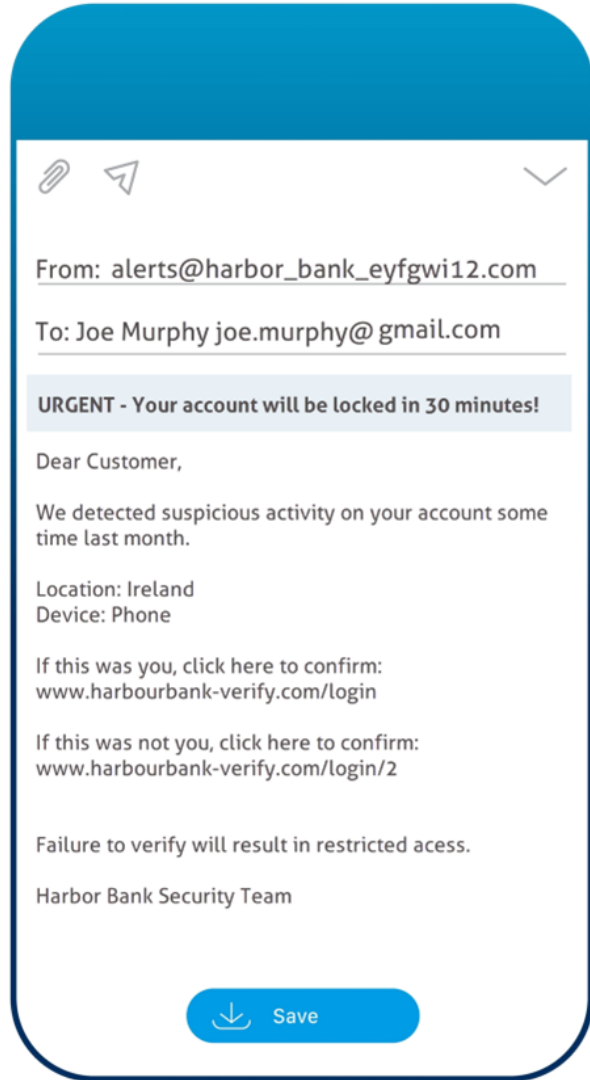 From: alerts@harbor_bank_eyfgwi12.com
To: Joe Murphy joe.murphy@ gmail.com
URGENT - Your account will be locked in 30 minutes!
Dear Customer,
We detected suspicious activity on your account some
time last month.
Location: Ireland
Device: Phone
If this was you, click here to confirm:
www.harbourbank-verify.com/login
If this was not you, click here to confirm:
www.harbourbank-verify.com/login/2
Failure to verify will result in restricted acess.
Harbor Bank Security Team
Save